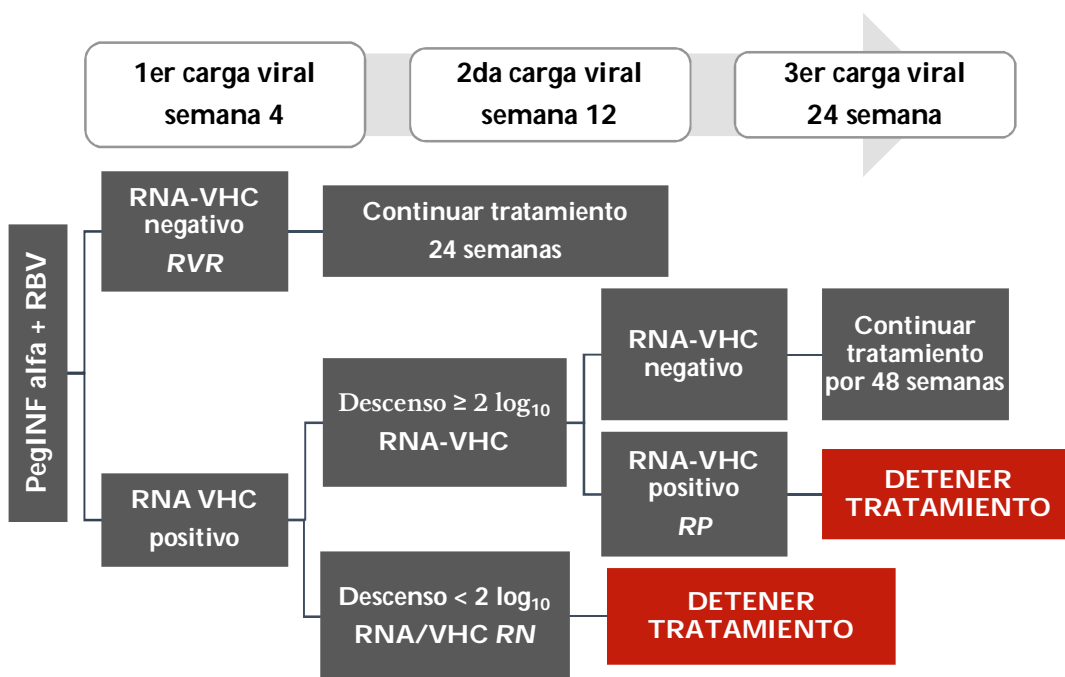 1er carga viral
semana 4
2da carga viral
semana 12
3er carga viral
24 semana
PegINF alfa + RBV
RNA-VHC
negativo
RVR
Continuar tratamiento
24 semanas
RNA VHC
positivo
Descenso ≥ 2 log₁₀
RNA-VHC
RNA-VHC
negativo
Continuar
tratamiento
por 48 semanas
RNA-VHC
positivo
RP
DETENER
TRATAMIENTO
Descenso < 2 log₁₀
RNA/VHC RN
DETENER
TRATAMIENTO